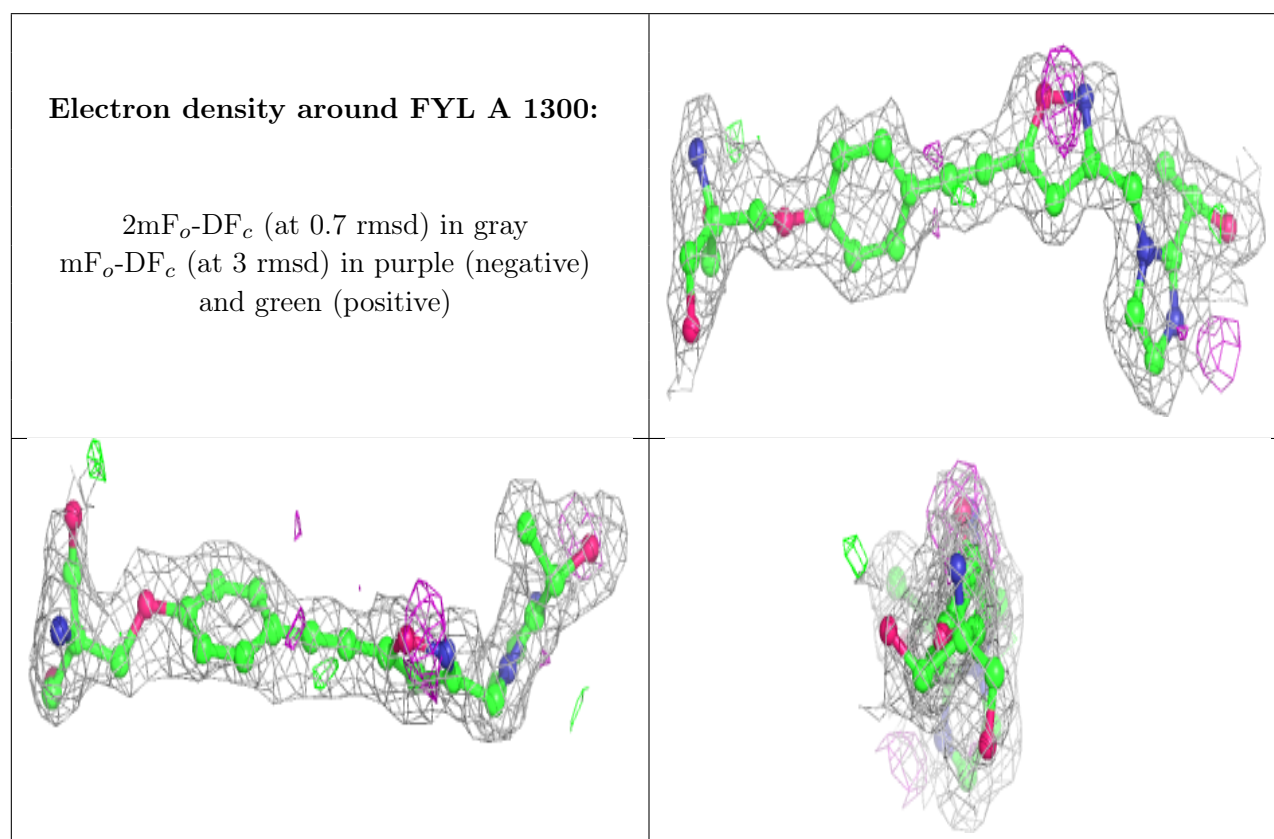 Electron density around FYL A 1300:
2mFo-DFc (at 0.7 rmsd) in gray
mFo-DFc (at 3 rmsd) in purple (negative)
and green (positive)